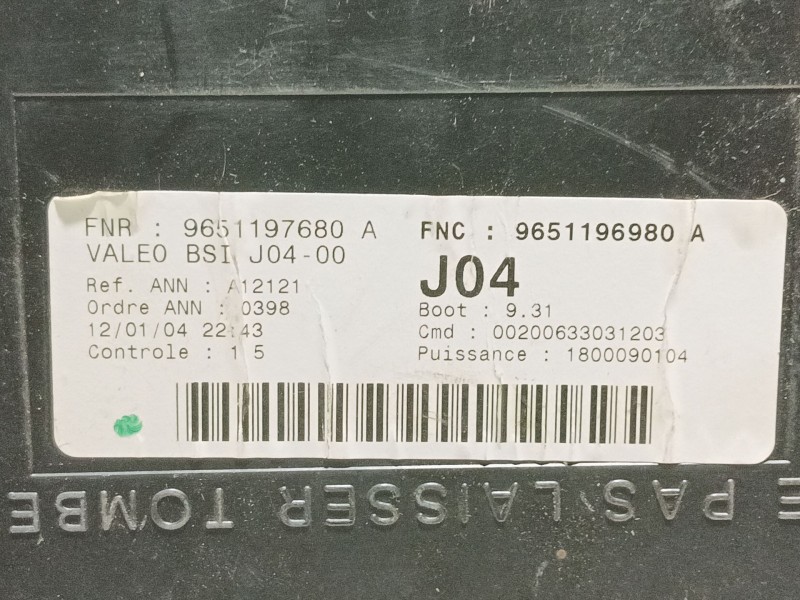 FNR : 9651197680 A
VALEO BSI J04-00
Ref. ANN : A12121
Ordre ANN : 0398
12/01/04 22:43
Controle : 1 5
FNC : 9651196980 A
J04
Boot : 9.31
Cmd : 00200633031203
Puissance : 1800090104
E PAS LAISSER TOMBE